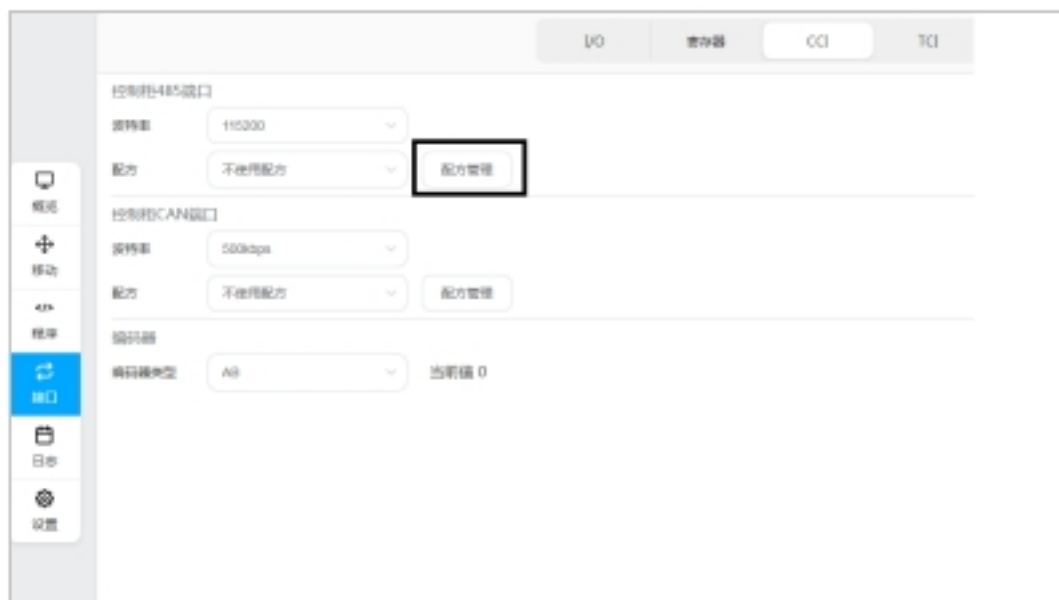 I/O 寄存器 CCI TCI
控制柜485端口
波特率 115200
配方 不使用配方 配方管理
控制柜CAN端口
波特率 500kbps
配方 不使用配方 配方管理
编码器
编码器类型 AB 当前值 0
概览
移动
程序
接口
日志
设置